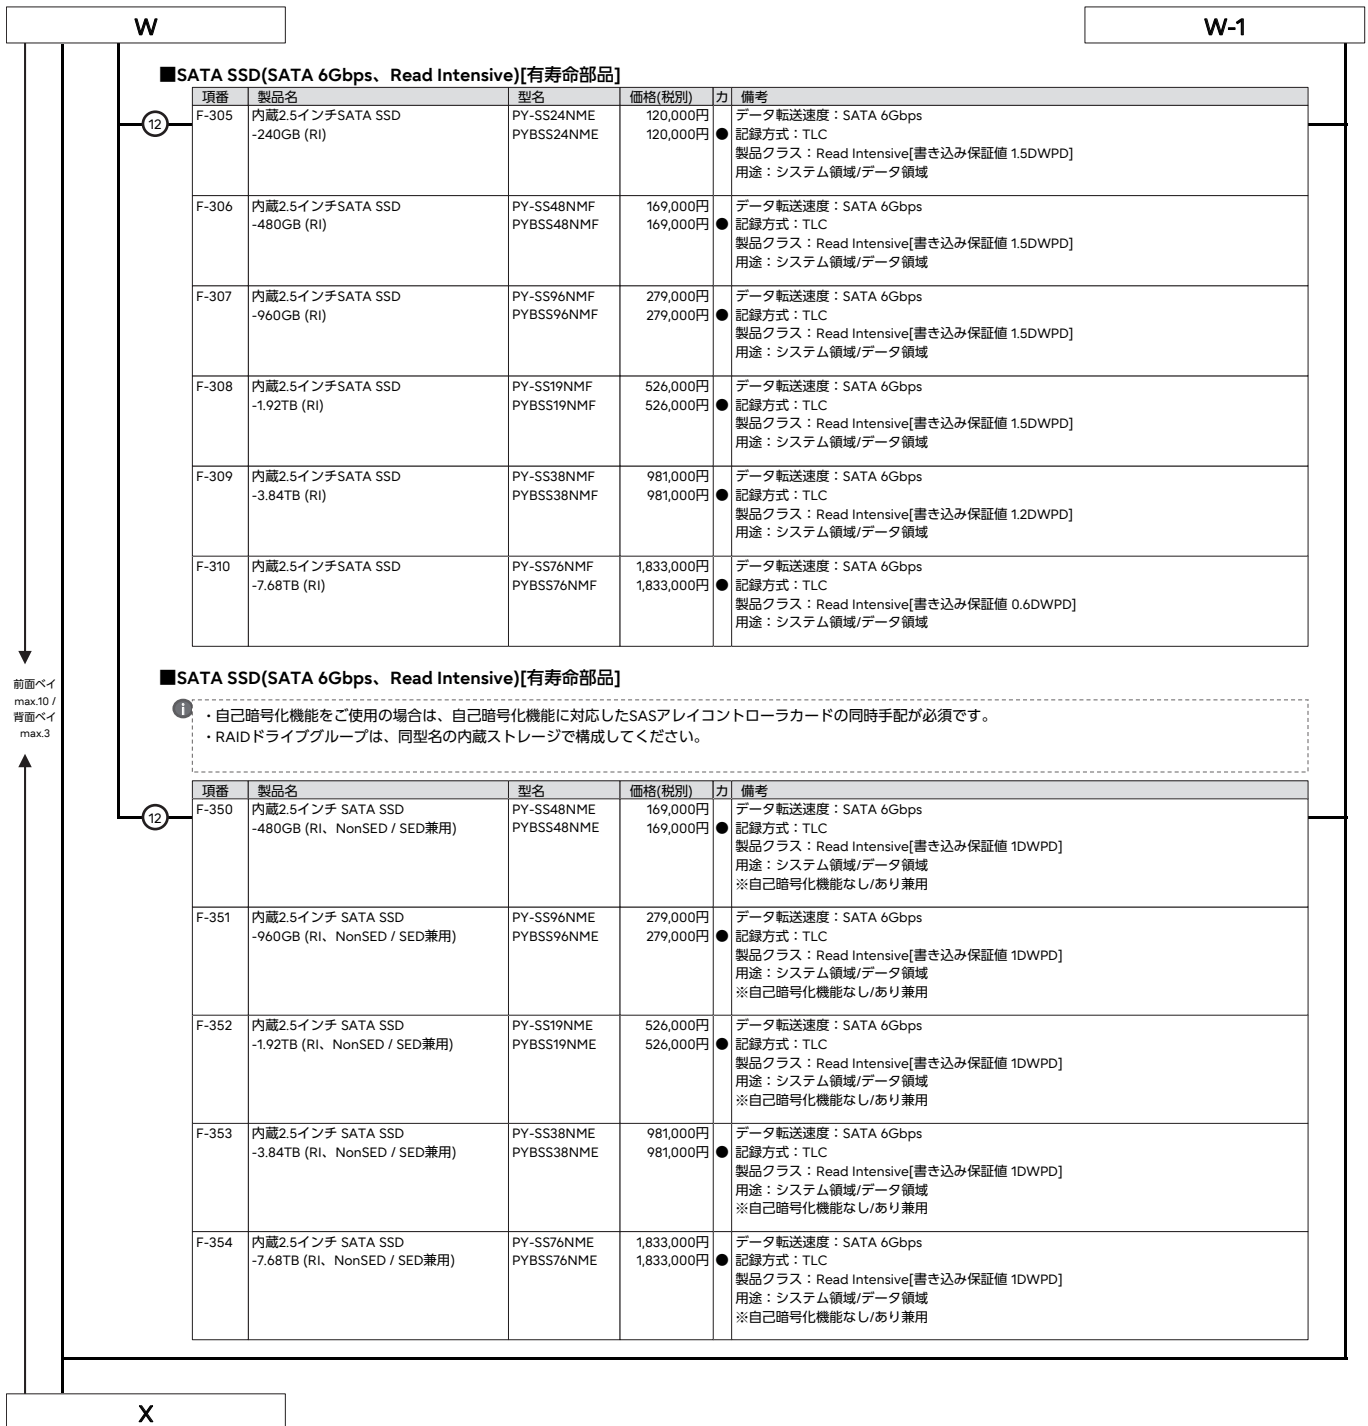 W
W-1
■SATA SSD(SATA 6Gbps、Read Intensive)[有寿命部品]
項番 製品名 型名 価格(税別) カ 備考
F-305 内蔵2.5インチSATA SSD PY-SS24NME 120,000円 データ転送速度：SATA 6Gbps
⑫ -240GB (RI) PYBSS24NME 120,000円 ● 記録方式：TLC
製品クラス：Read Intensive[書き込み保証値 1.5DWPD]
用途：システム領域/データ領域
F-306 内蔵2.5インチSATA SSD PY-SS48NMF 169,000円 データ転送速度：SATA 6Gbps
-480GB (RI) PYBSS48NMF 169,000円 ● 記録方式：TLC
製品クラス：Read Intensive[書き込み保証値 1.5DWPD]
用途：システム領域/データ領域
F-307 内蔵2.5インチSATA SSD PY-SS96NMF 279,000円 データ転送速度：SATA 6Gbps
-960GB (RI) PYBSS96NMF 279,000円 ● 記録方式：TLC
製品クラス：Read Intensive[書き込み保証値 1.5DWPD]
用途：システム領域/データ領域
F-308 内蔵2.5インチSATA SSD PY-SS19NMF 526,000円 データ転送速度：SATA 6Gbps
-1.92TB (RI) PYBSS19NMF 526,000円 ● 記録方式：TLC
製品クラス：Read Intensive[書き込み保証値 1.5DWPD]
用途：システム領域/データ領域
F-309 内蔵2.5インチSATA SSD PY-SS38NMF 981,000円 データ転送速度：SATA 6Gbps
-3.84TB (RI) PYBSS38NMF 981,000円 ● 記録方式：TLC
製品クラス：Read Intensive[書き込み保証値 1.2DWPD]
用途：システム領域/データ領域
F-310 内蔵2.5インチSATA SSD PY-SS76NMF 1,833,000円 データ転送速度：SATA 6Gbps
-7.68TB (RI) PYBSS76NMF 1,833,000円 ● 記録方式：TLC
製品クラス：Read Intensive[書き込み保証値 0.6DWPD]
用途：システム領域/データ領域
前面ベイ
max.10 /
背面ベイ
max.3
■SATA SSD(SATA 6Gbps、Read Intensive)[有寿命部品]
・自己暗号化機能をご使用の場合は、自己暗号化機能に対応したSASアレイコントローラカードの同時手配が必須です。
・RAIDドライブグループは、同型名の内蔵ストレージで構成してください。
項番 製品名 型名 価格(税別) カ 備考
F-350 内蔵2.5インチ SATA SSD PY-SS48NME 169,000円 データ転送速度：SATA 6Gbps
⑫ -480GB (RI、NonSED / SED兼用) PYBSS48NME 169,000円 ● 記録方式：TLC
製品クラス：Read Intensive[書き込み保証値 1DWPD]
用途：システム領域/データ領域
※自己暗号化機能なし/あり兼用
F-351 内蔵2.5インチ SATA SSD PY-SS96NME 279,000円 データ転送速度：SATA 6Gbps
-960GB (RI、NonSED / SED兼用) PYBSS96NME 279,000円 ● 記録方式：TLC
製品クラス：Read Intensive[書き込み保証値 1DWPD]
用途：システム領域/データ領域
※自己暗号化機能なし/あり兼用
F-352 内蔵2.5インチ SATA SSD PY-SS19NME 526,000円 データ転送速度：SATA 6Gbps
-1.92TB (RI、NonSED / SED兼用) PYBSS19NME 526,000円 ● 記録方式：TLC
製品クラス：Read Intensive[書き込み保証値 1DWPD]
用途：システム領域/データ領域
※自己暗号化機能なし/あり兼用
F-353 内蔵2.5インチ SATA SSD PY-SS38NME 981,000円 データ転送速度：SATA 6Gbps
-3.84TB (RI、NonSED / SED兼用) PYBSS38NME 981,000円 ● 記録方式：TLC
製品クラス：Read Intensive[書き込み保証値 1DWPD]
用途：システム領域/データ領域
※自己暗号化機能なし/あり兼用
F-354 内蔵2.5インチ SATA SSD PY-SS76NME 1,833,000円 データ転送速度：SATA 6Gbps
-7.68TB (RI、NonSED / SED兼用) PYBSS76NME 1,833,000円 ● 記録方式：TLC
製品クラス：Read Intensive[書き込み保証値 1DWPD]
用途：システム領域/データ領域
※自己暗号化機能なし/あり兼用
X